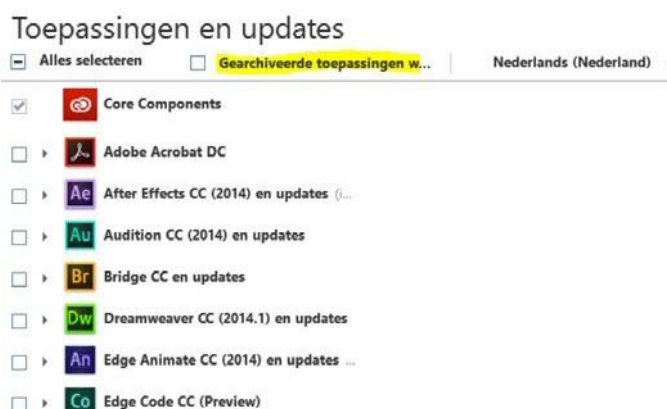 Toepassingen en updates
Alles selecteren Gearchiveerde toepassingen w... Nederlands (Nederland)
Core Components
Adobe Acrobat DC
Ae After Effects CC (2014) en updates (i...
Au Audition CC (2014) en updates
Br Bridge CC en updates
Dw Dreamweaver CC (2014.1) en updates
An Edge Animate CC (2014) en updates ...
Co Edge Code CC (Preview)